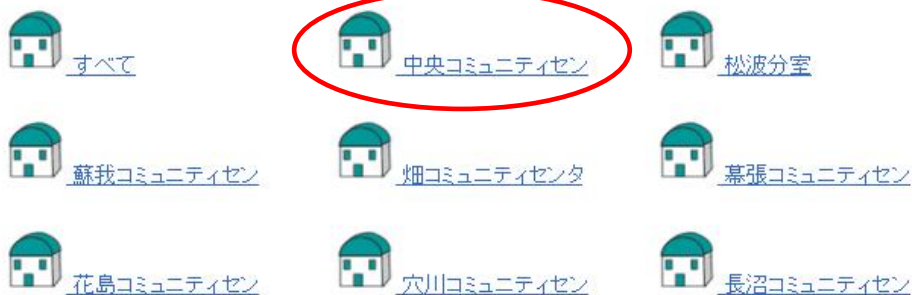 すべて
中央コミュニティセン
松波分室
蘇我コミュニティセン
畑コミュニティセンタ
幕張コミュニティセン
花島コミュニティセン
穴川コミュニティセン
長沼コミュニティセン